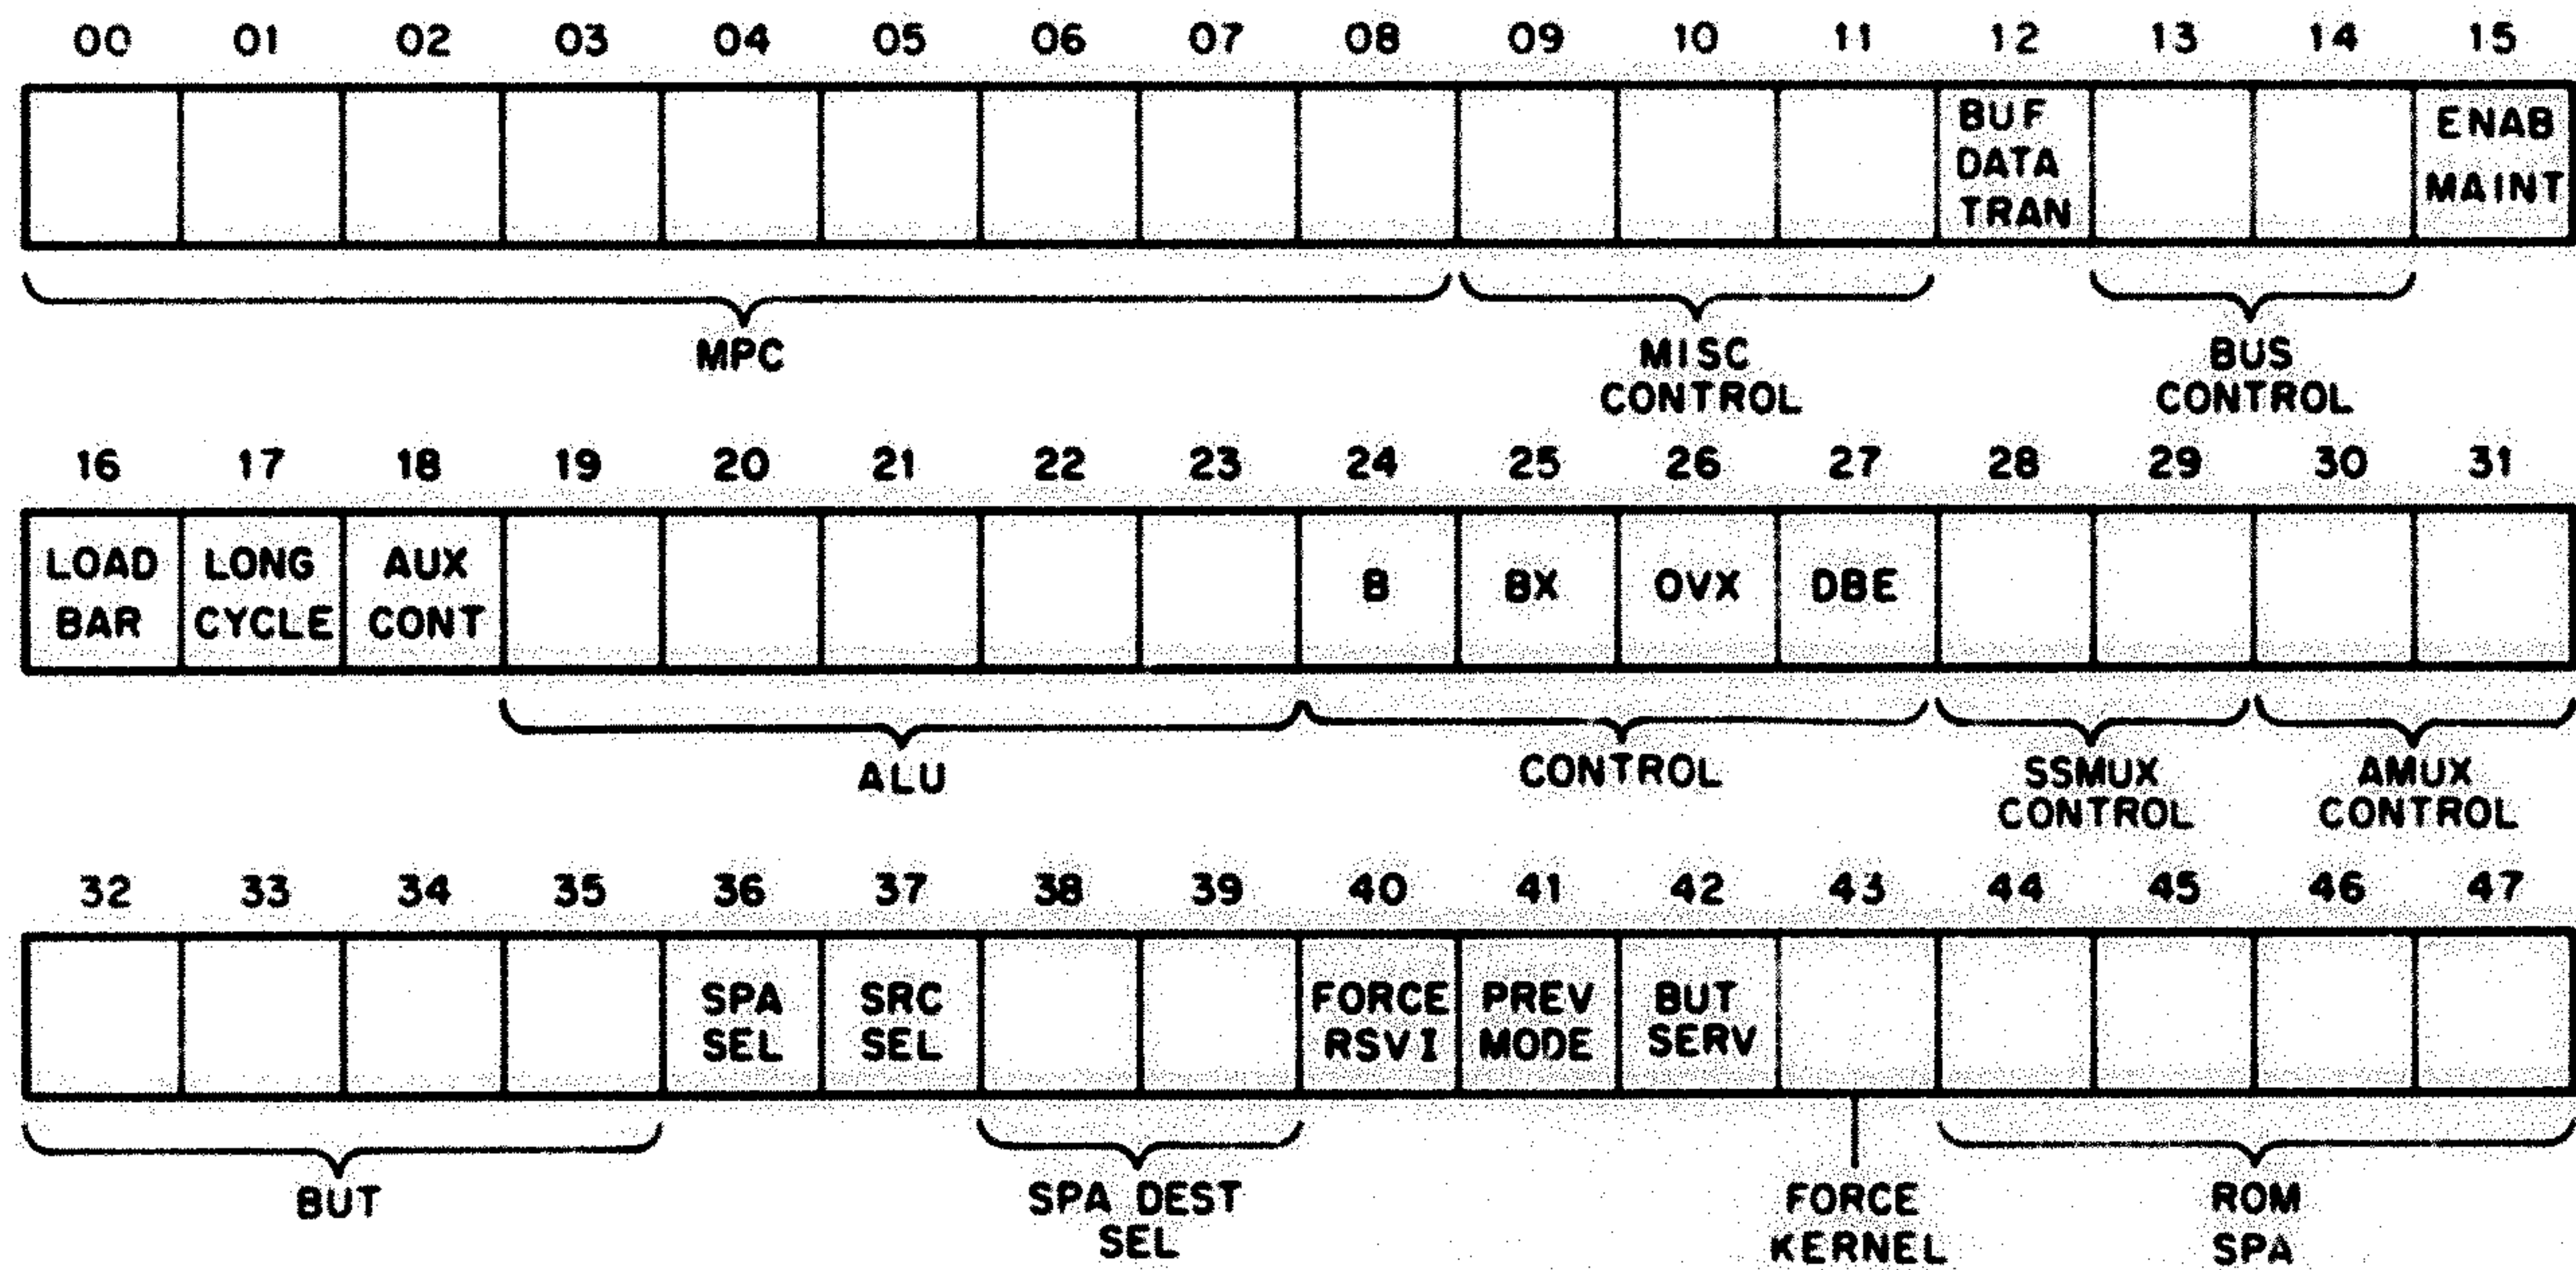 00 01 02 03 04 05 06 07 08 09 10 11 12 13 14 15
BUF
DATA
TRAN
ENAB
MAINT
MPC
MISC
CONTROL
BUS
CONTROL
16 17 18 19 20 21 22 23 24 25 26 27 28 29 30 31
LOAD
BAR
LONG
CYCLE
AUX
CONT
B
BX
OVX
DBE
ALU
CONTROL
SSMUX
CONTROL
AMUX
CONTROL
32 33 34 35 36 37 38 39 40 41 42 43 44 45 46 47
SPA
SEL
SRC
SEL
FORCE
RSVI
PREV
MODE
BUT
SERV
BUT
SPA DEST
SEL
FORCE
KERNEL
ROM
SPA